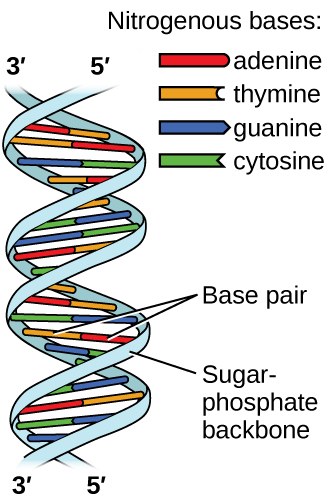 Nitrogenous bases:
3′ 5′
adenine
thymine
guanine
cytosine
Base pair
Sugar-
phosphate
backbone
3′ 5′